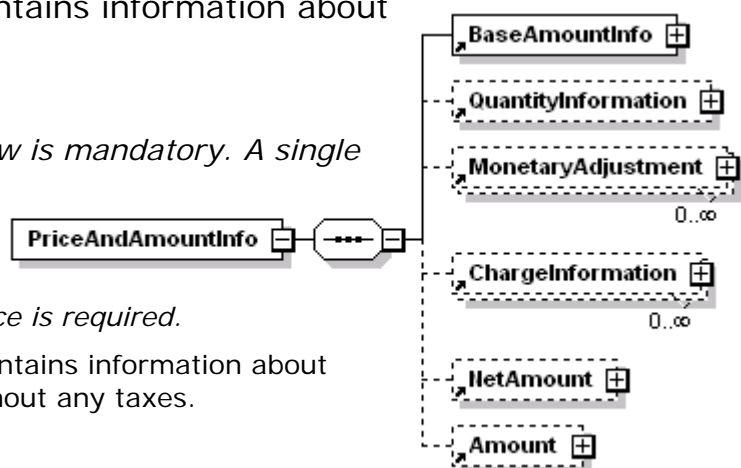 ntains information about
BaseAmountInfo
QuantityInformation
w is mandatory. A single
MonetaryAdjustment
0..∞
PriceAndAmountInfo
ChargeInformation
0..∞
ce is required.
ntains information about
NetAmount
nout any taxes.
Amount